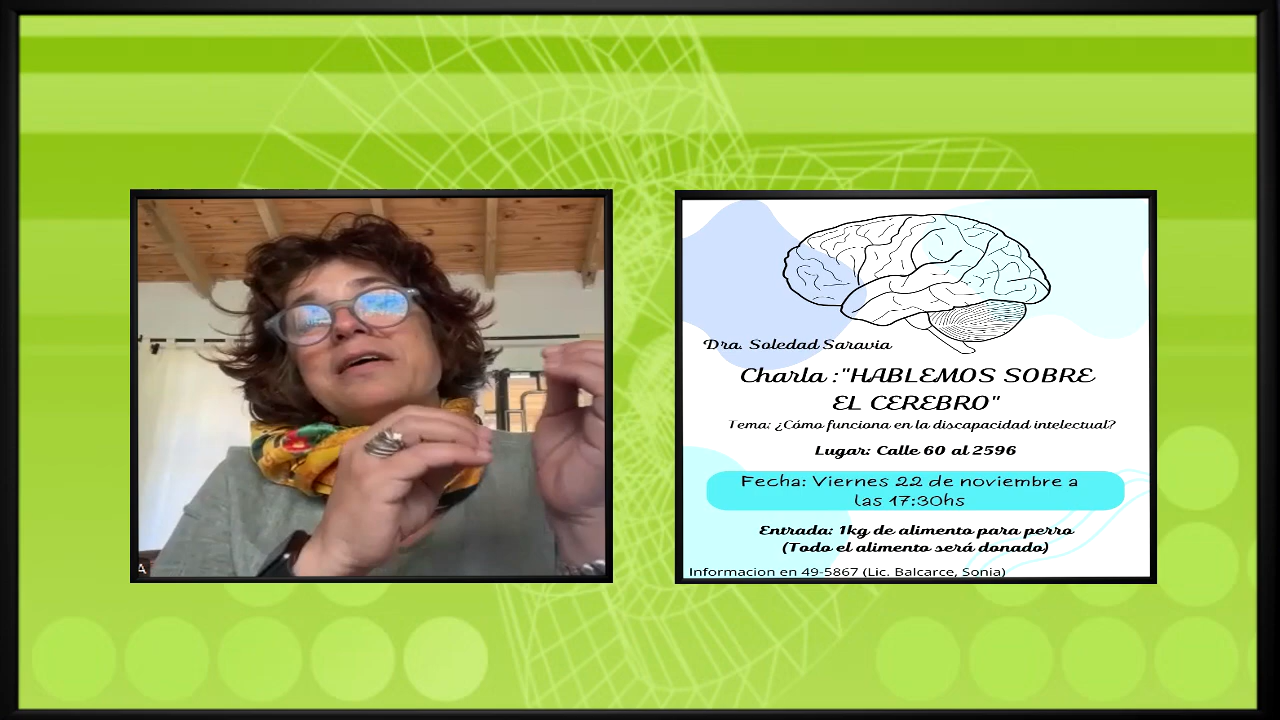 A
Dra. Soledad Saravia
Charla :"HABLEMOS SOBRE
EL CEREBRO"
Tema: ¿Cómo funciona en la discapacidad intelectual?
Lugar: Calle 60 al 2596
Fecha: Viernes 22 de noviembre a
las 17:30hs
Entrada: 1kg de alimento para perro
(Todo el alimento será donado)
Informacion en 49-5867 (Lic. Balcarce, Sonia)